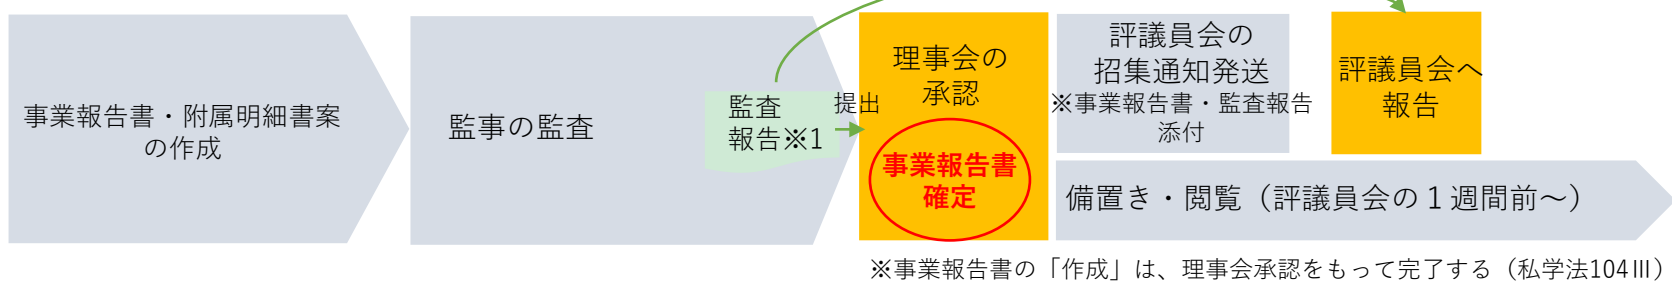 事業報告書・附属明細書案
の作成
監事の監査
監査
報告※1
提出
理事会の
承認
事業報告書
確定
評議員会の
招集通知発送
※事業報告書・監査報告
添付
評議員会へ
報告
備置き・閲覧（評議員会の１週間前～）
※事業報告書の「作成」は、理事会承認をもって完了する（私学法104Ⅲ）